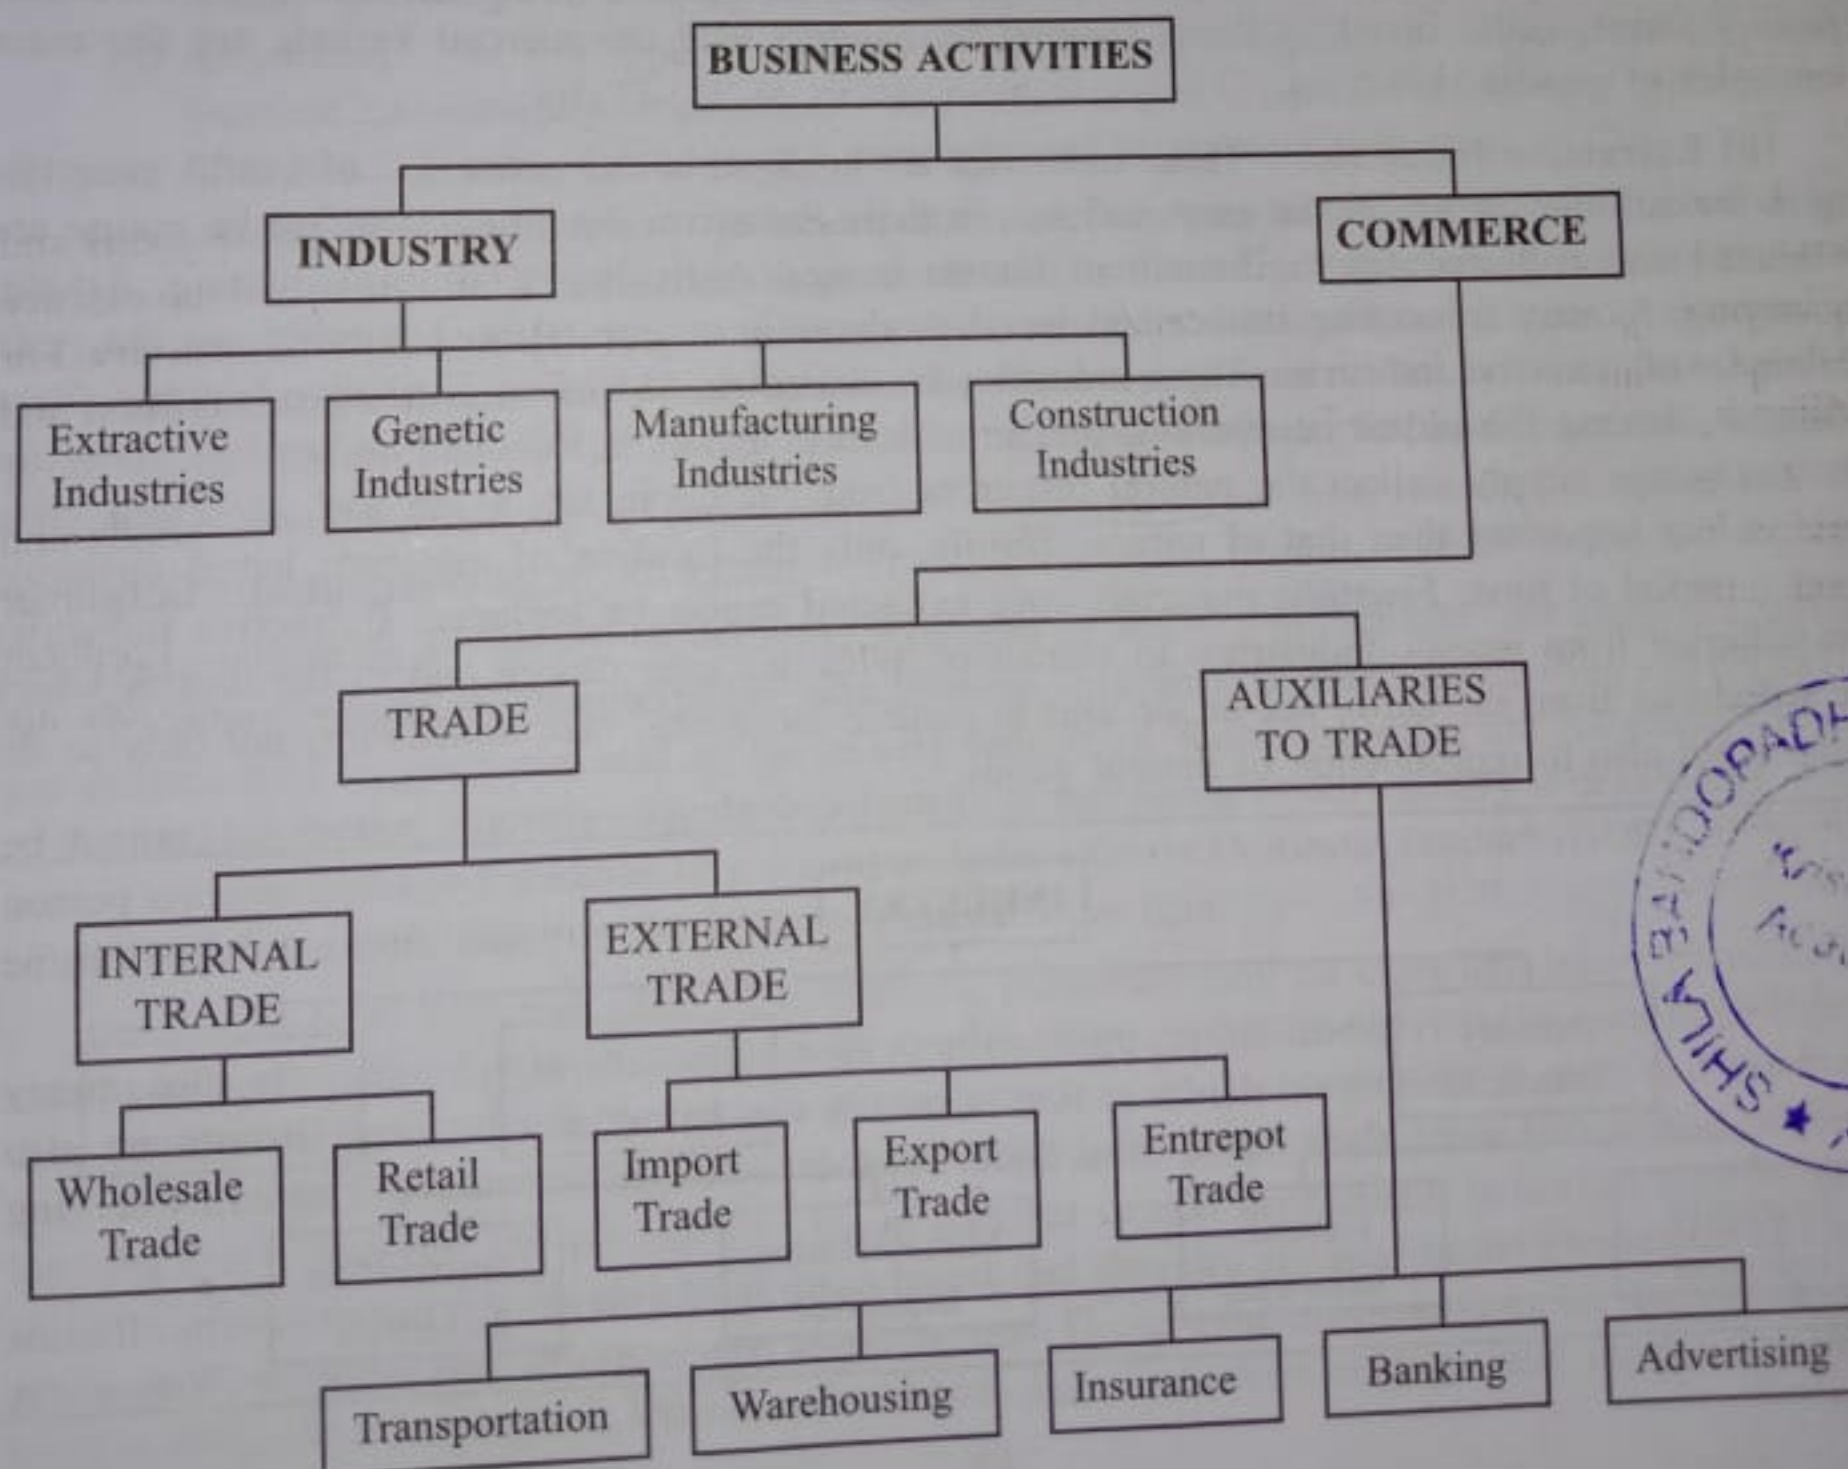 BUSINESS ACTIVITIES
INDUSTRY
COMMERCE
Extractive
Industries
Genetic
Industries
Manufacturing
Industries
Construction
Industries
TRADE
AUXILIARIES
TO TRADE
INTERNAL
TRADE
EXTERNAL
TRADE
Wholesale
Trade
Retail
Trade
Import
Trade
Export
Trade
Entrepot
Trade
Transportation
Warehousing
Insurance
Banking
Advertising
SHILA